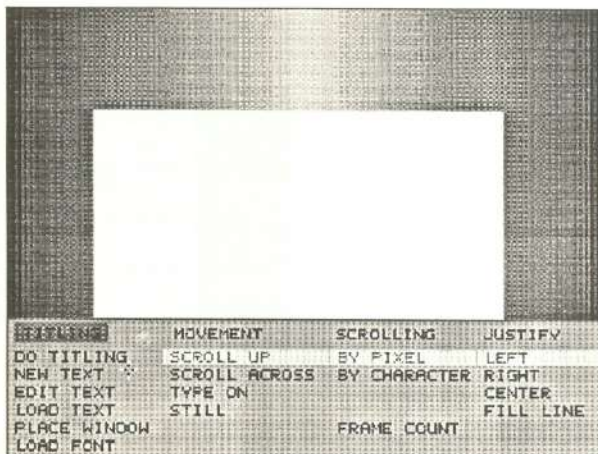 TITLING MOVEMENT SCROLLING JUSTIFY
DO TITLING SCROLL UP BY PIXEL LEFT
NEW TEXT SCROLL ACROSS BY CHARACTER RIGHT
EDIT TEXT TYPE ON CENTER
LOAD TEXT STILL FILL LINE
PLACE WINDOW FRAME COUNT
LOAD FONT